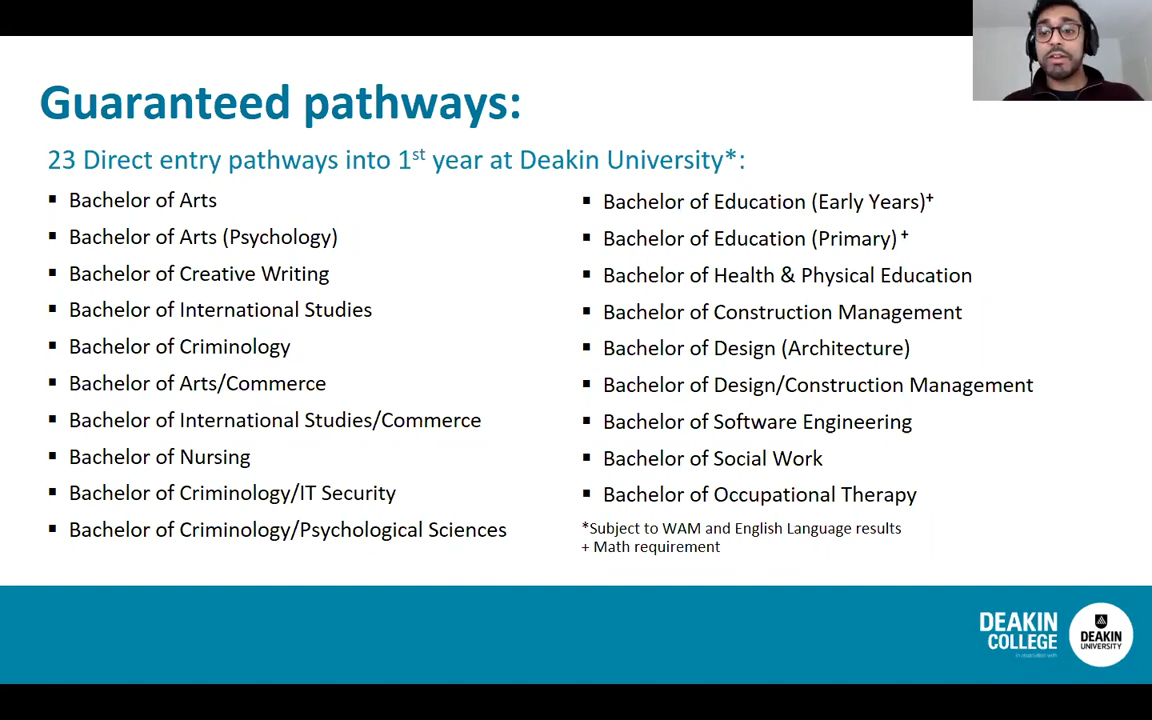 Guaranteed pathways:
23 Direct entry pathways into 1st year at Deakin University*:
▪ Bachelor of Arts
▪ Bachelor of Arts (Psychology)
▪ Bachelor of Creative Writing
▪ Bachelor of International Studies
▪ Bachelor of Criminology
▪ Bachelor of Arts/Commerce
▪ Bachelor of International Studies/Commerce
▪ Bachelor of Nursing
▪ Bachelor of Criminology/IT Security
▪ Bachelor of Criminology/Psychological Sciences
▪ Bachelor of Education (Early Years)+
▪ Bachelor of Education (Primary) +
▪ Bachelor of Health & Physical Education
▪ Bachelor of Construction Management
▪ Bachelor of Design (Architecture)
▪ Bachelor of Design/Construction Management
▪ Bachelor of Software Engineering
▪ Bachelor of Social Work
▪ Bachelor of Occupational Therapy
*Subject to WAM and English Language results
+ Math requirement
DEAKIN
COLLEGE
in association with
DEAKIN
UNIVERSITY